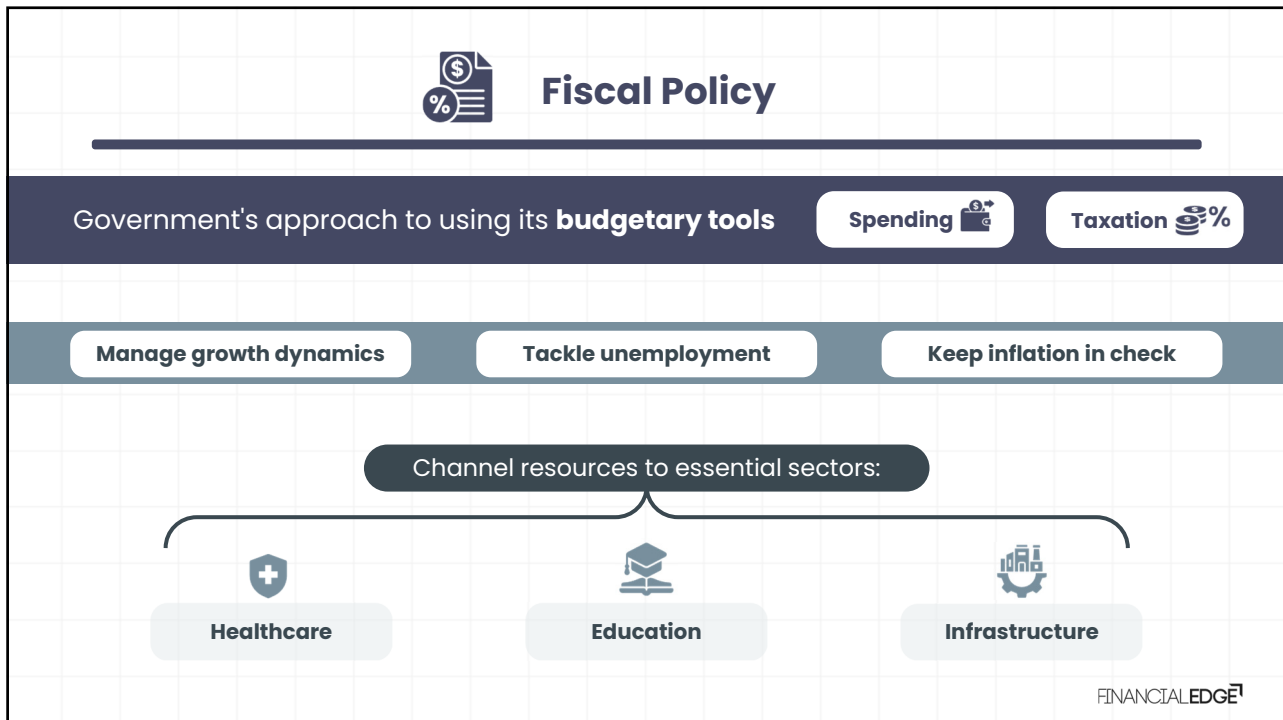 Fiscal Policy
Government's approach to using its budgetary tools
Spending
Taxation
Manage growth dynamics
Tackle unemployment
Keep inflation in check
Channel resources to essential sectors:
Healthcare
Education
Infrastructure
FINANCIALEDGE